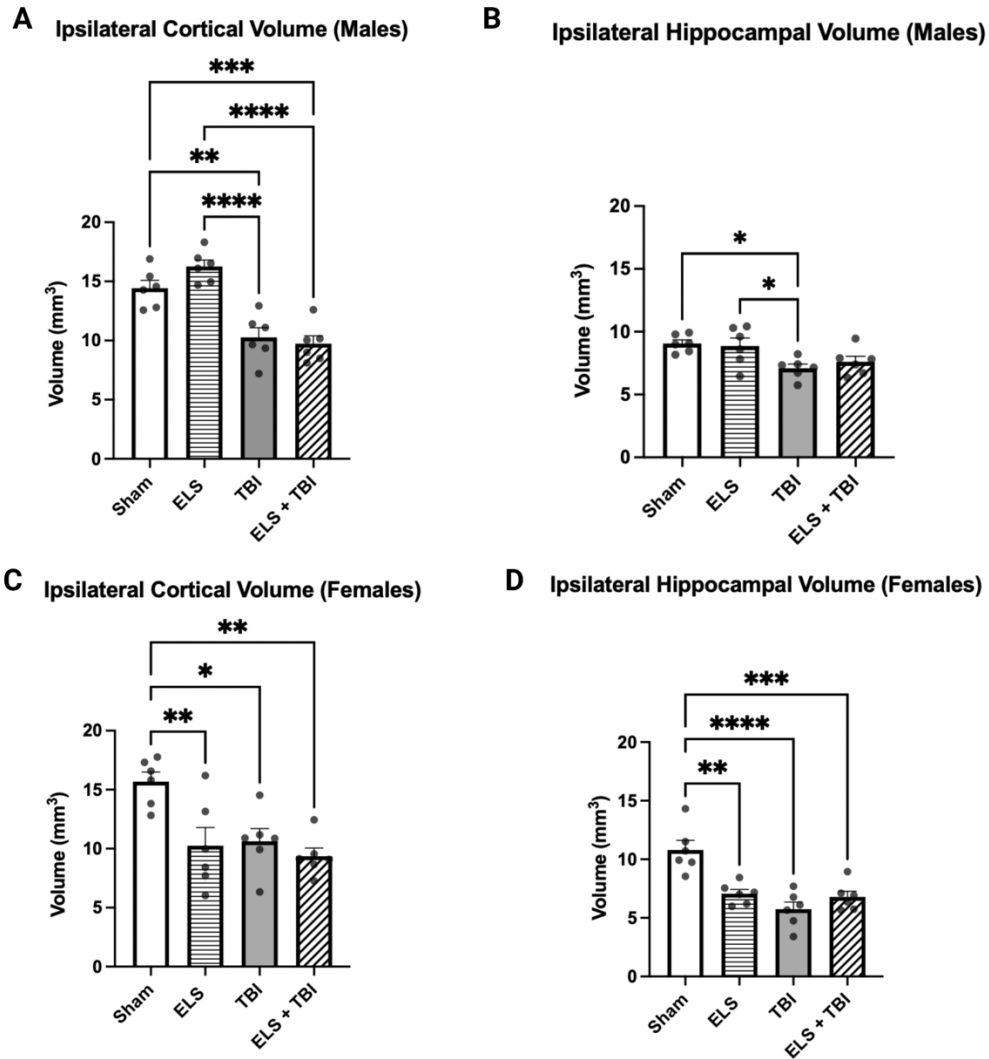 A
Ipsilateral Cortical Volume (Males)
***
****
**
****
20
15
10
5
0
Volume (mm³)
Sham
ELS
TBI
ELS + TBI
B
Ipsilateral Hippocampal Volume (Males)
*
*
20
15
10
5
0
Volume (mm³)
Sham
ELS
TBI
ELS + TBI
C
Ipsilateral Cortical Volume (Females)
**
*
**
20
15
10
5
0
Volume (mm³)
Sham
ELS
TBI
ELS + TBI
D
Ipsilateral Hippocampal Volume (Females)
***
****
**
20
15
10
5
0
Volume (mm³)
Sham
ELS
TBI
ELS + TBI